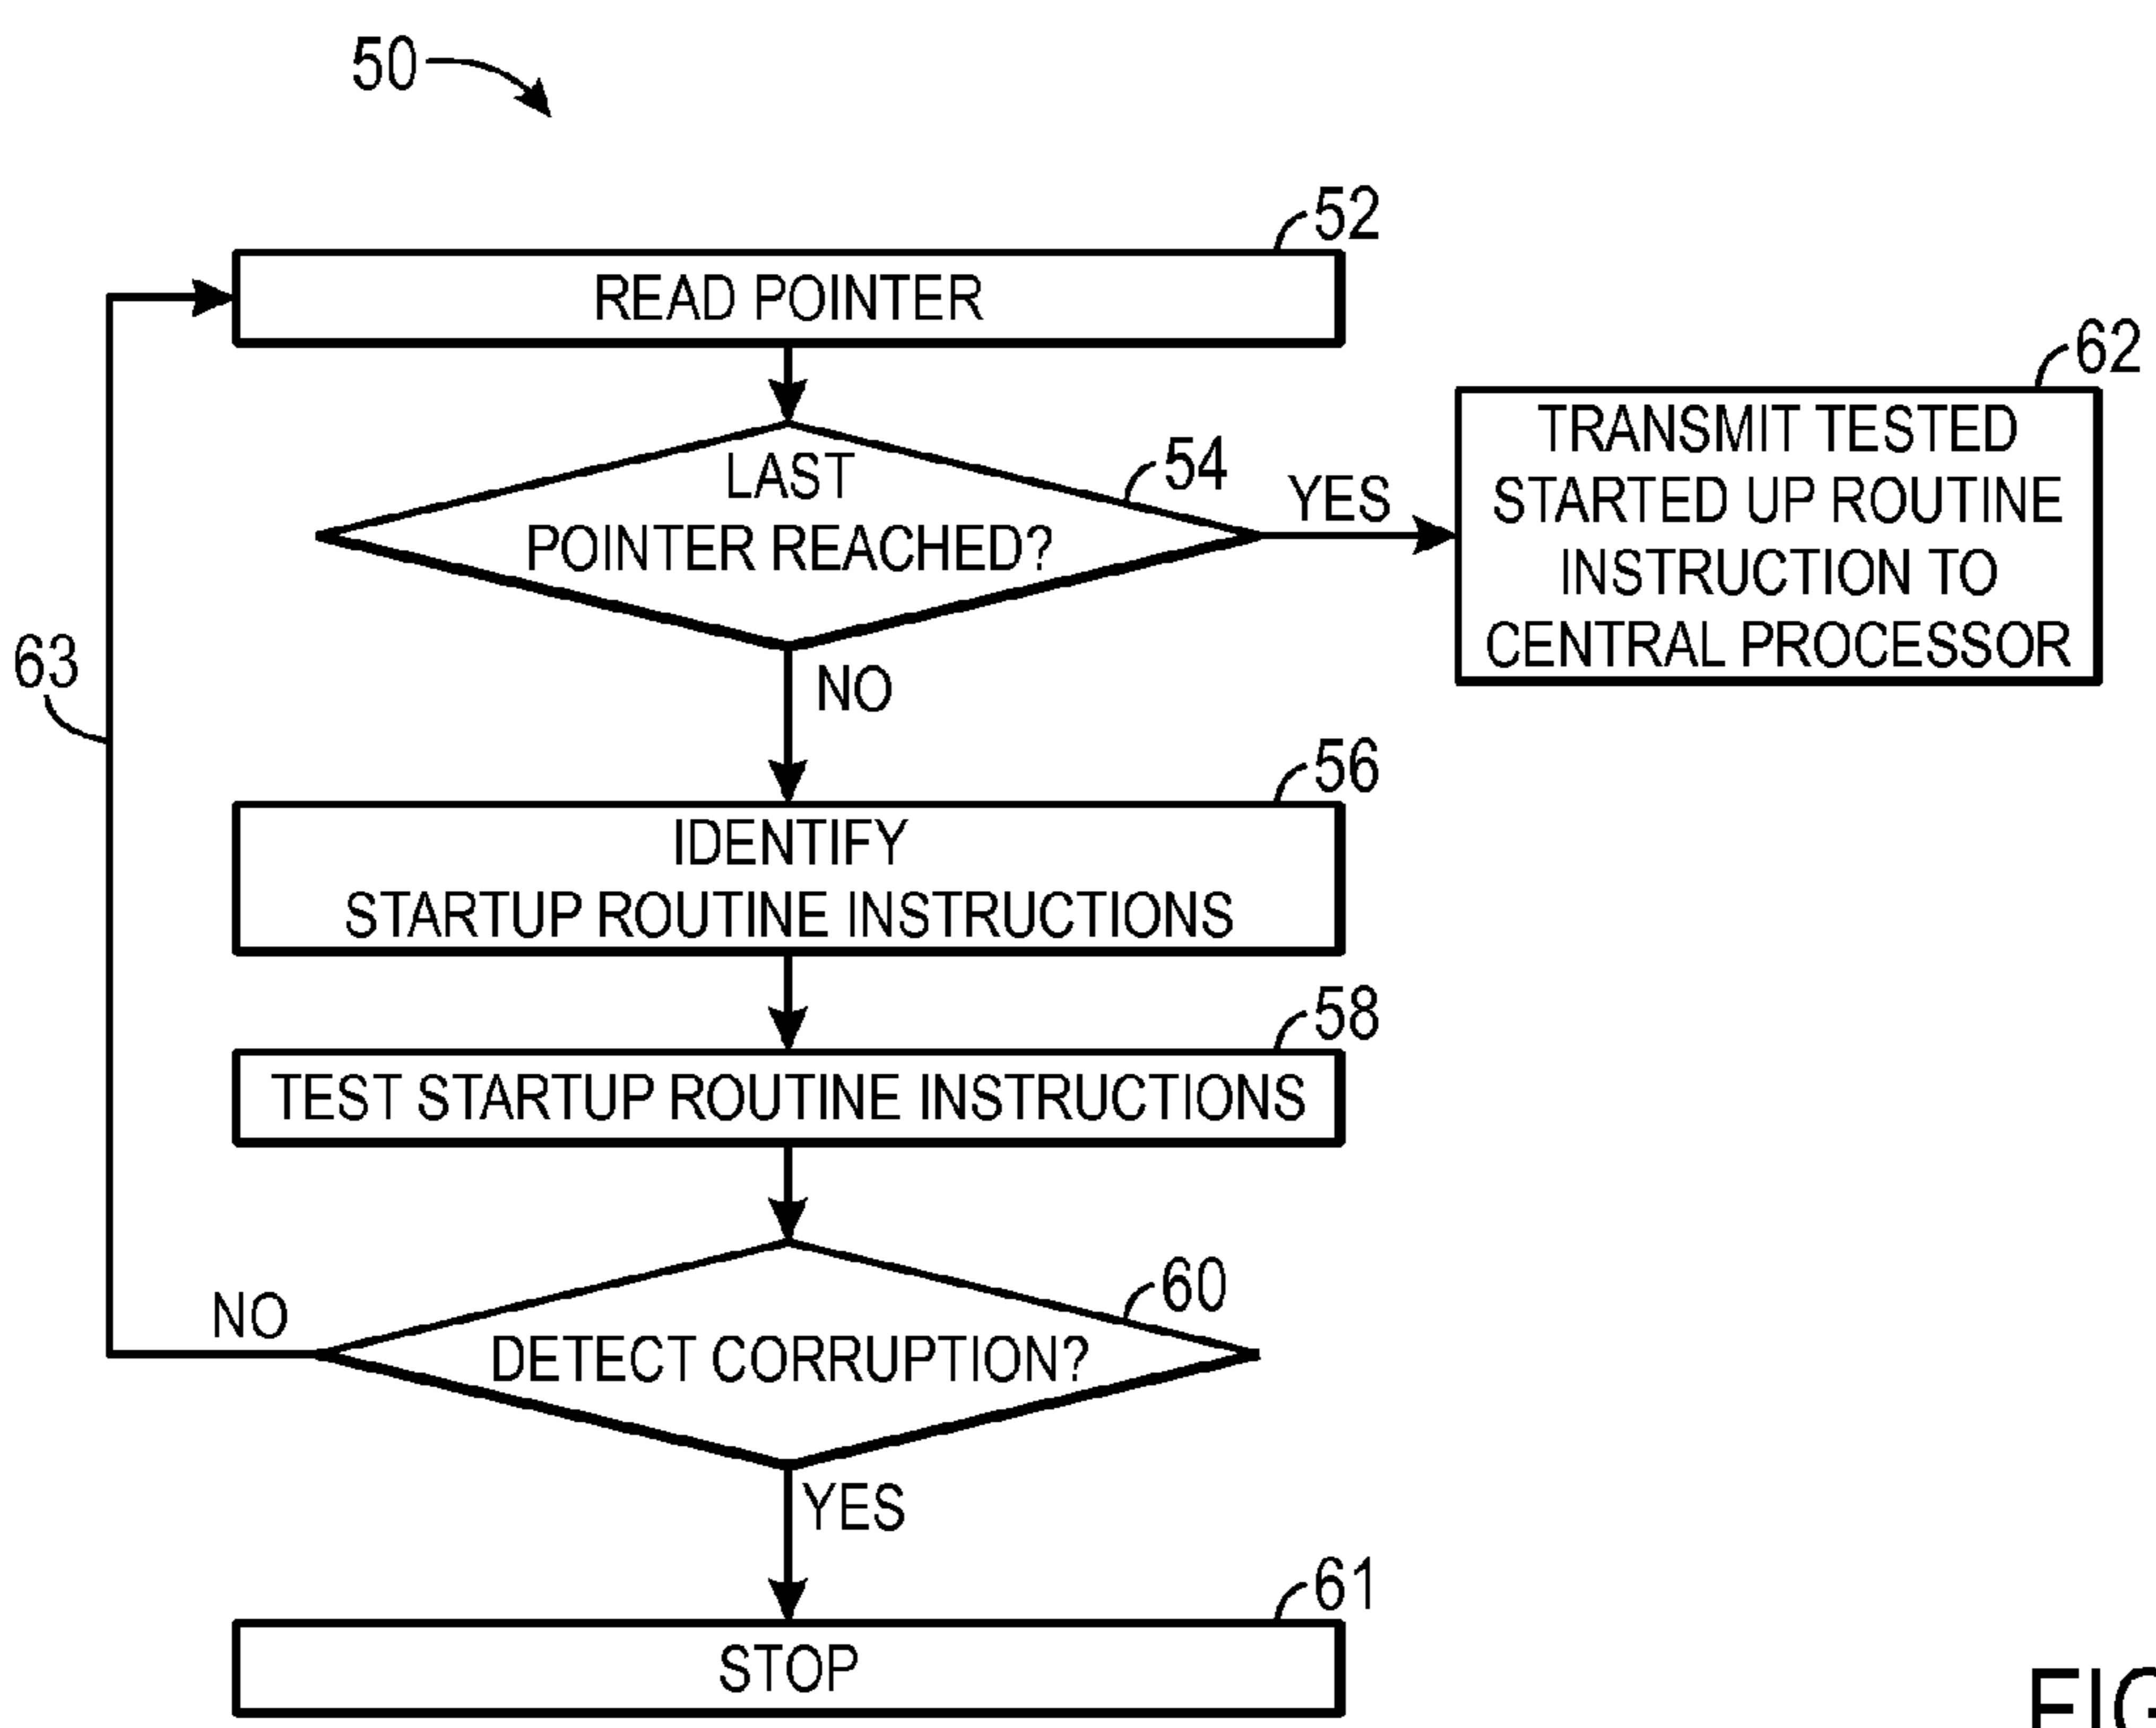 50
52
READ POINTER
62
TRANSMIT TESTED
STARTED UP ROUTINE
INSTRUCTION TO
CENTRAL PROCESSOR
54
LAST
POINTER REACHED?
YES
63
NO
56
IDENTIFY
STARTUP ROUTINE INSTRUCTIONS
58
TEST STARTUP ROUTINE INSTRUCTIONS
60
NO
DETECT CORRUPTION?
YES
61
STOP